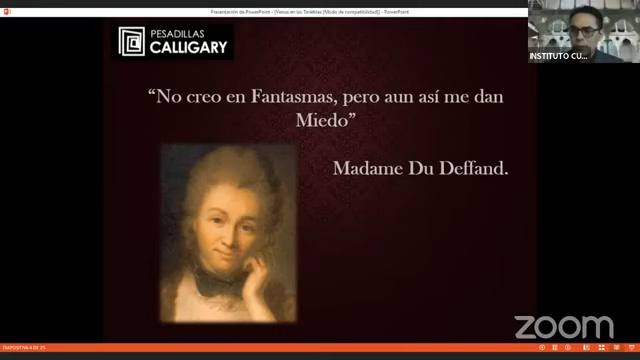 Presentación de PowerPoint - [Venus en las Tinieblas [Modo de compatibilidad]] - PowerPoint
PESADILLAS
CALLIGARY
INSTITUTO CU...
“No creo en Fantasmas, pero aun así me dan
Miedo”
Madame Du Deffand.
zoom
DIAPOSITIVA 4 DE 25